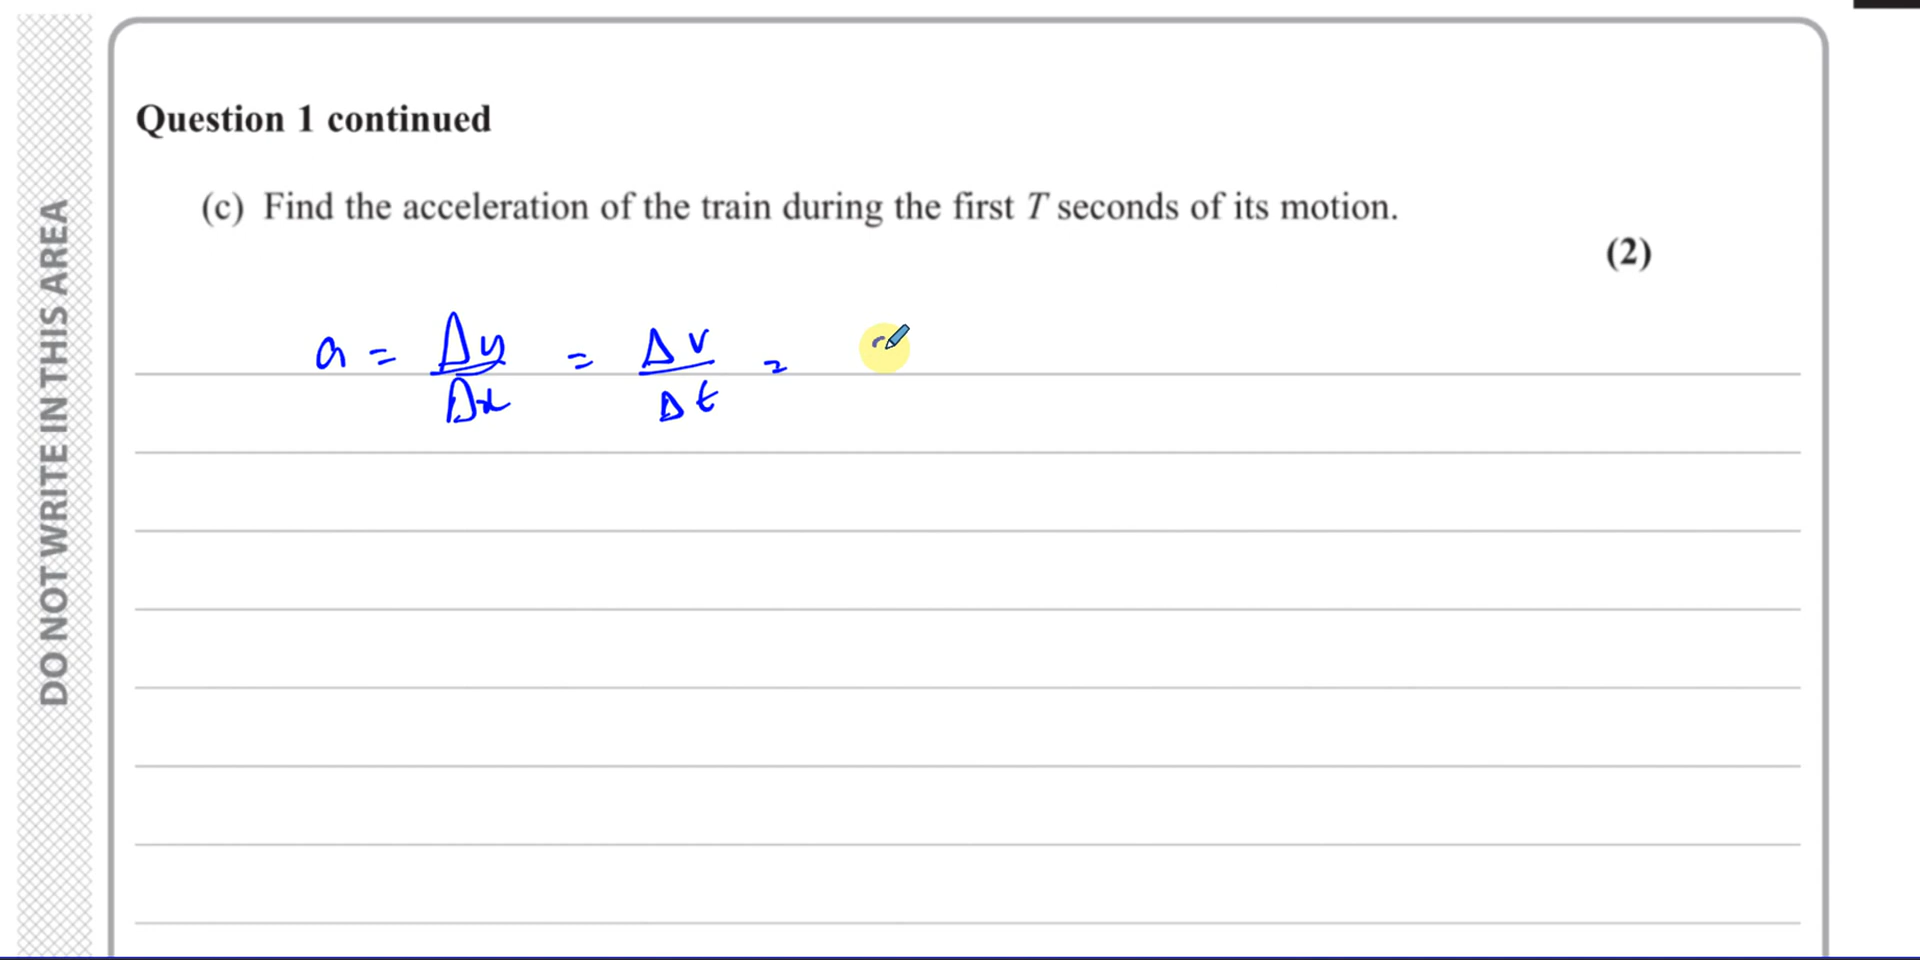 DO NOT WRITE IN THIS AREA
Question 1 continued
(c) Find the acceleration of the train during the first T seconds of its motion.
(2)
a = Δy/Δx = Δv/Δt =